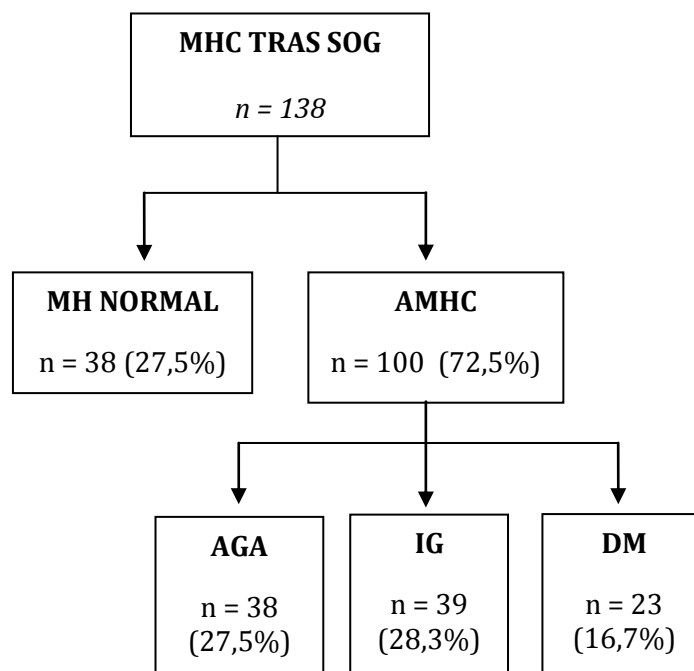 MHC TRAS SOG
n = 138
MH NORMAL
n = 38 (27,5%)
AMHC
n = 100 (72,5%)
AGA
n = 38
(27,5%)
IG
n = 39
(28,3%)
DM
n = 23
(16,7%)